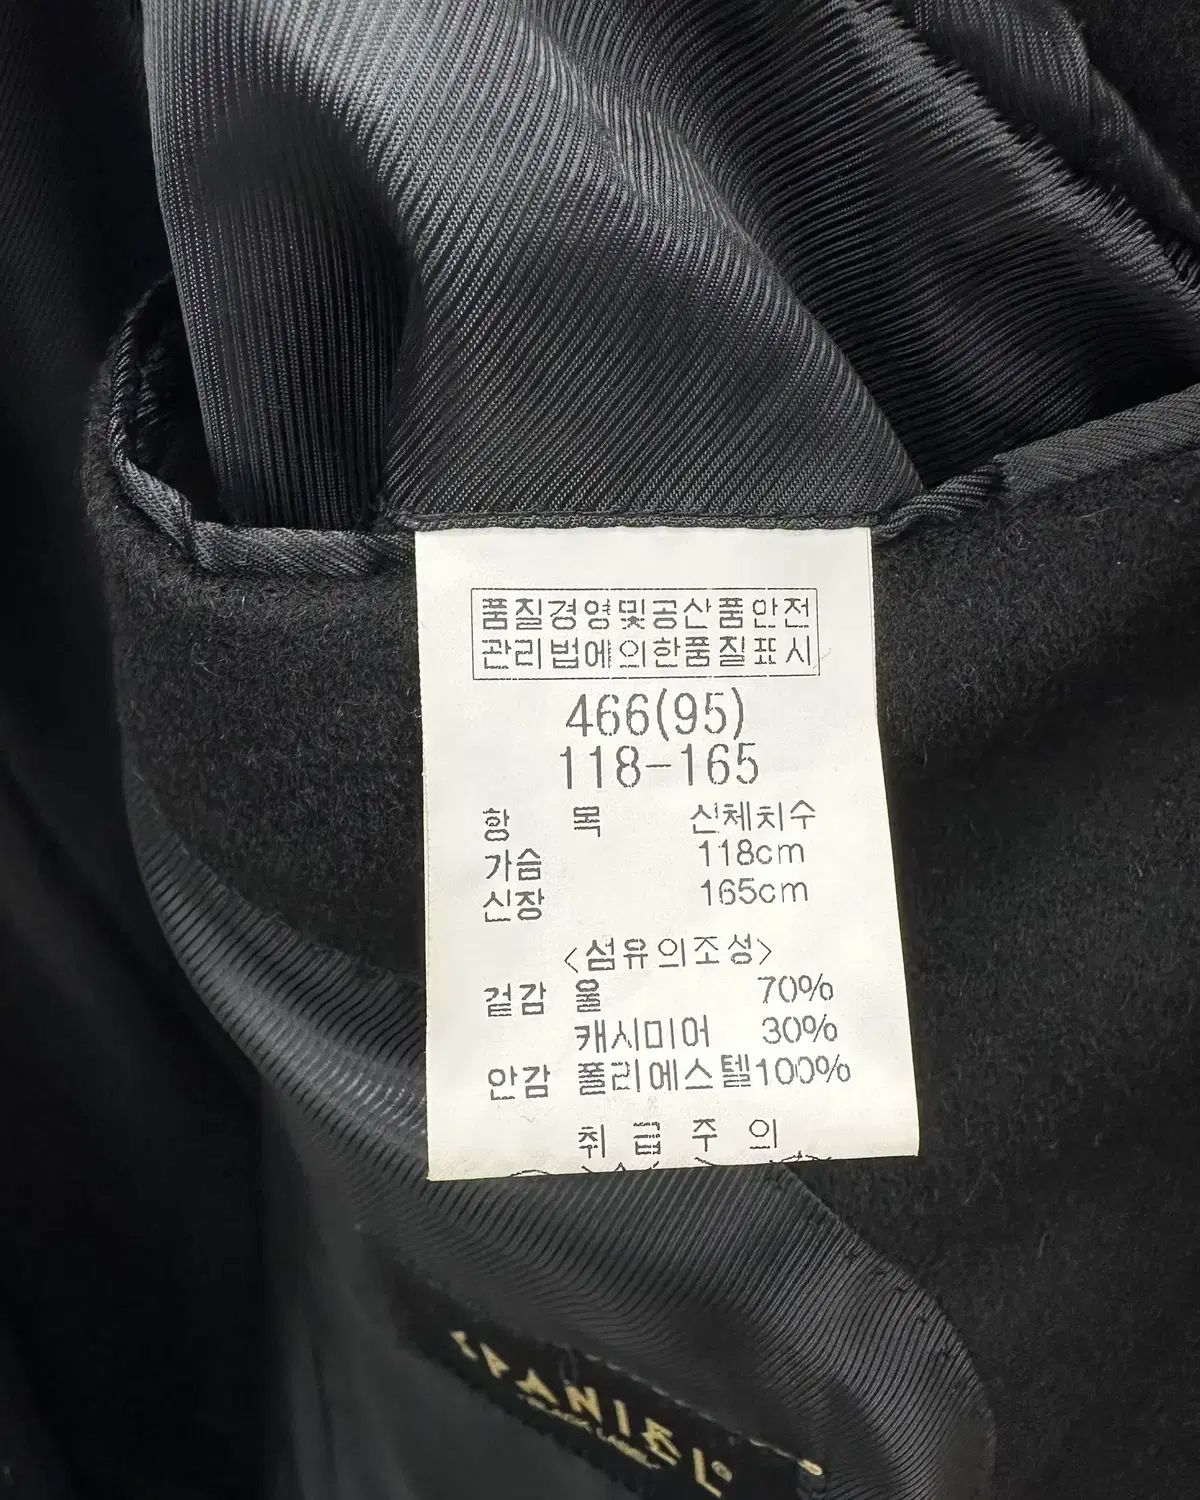 품질경영및공산품안전
관리법에의한품질표시
466(95)
118-165
항 목 신체치수
가슴 118cm
신장 165cm
<섬유의조성>
겉감 울 70%
캐시미어 30%
안감 폴리에스텔100%
취 급 주 의